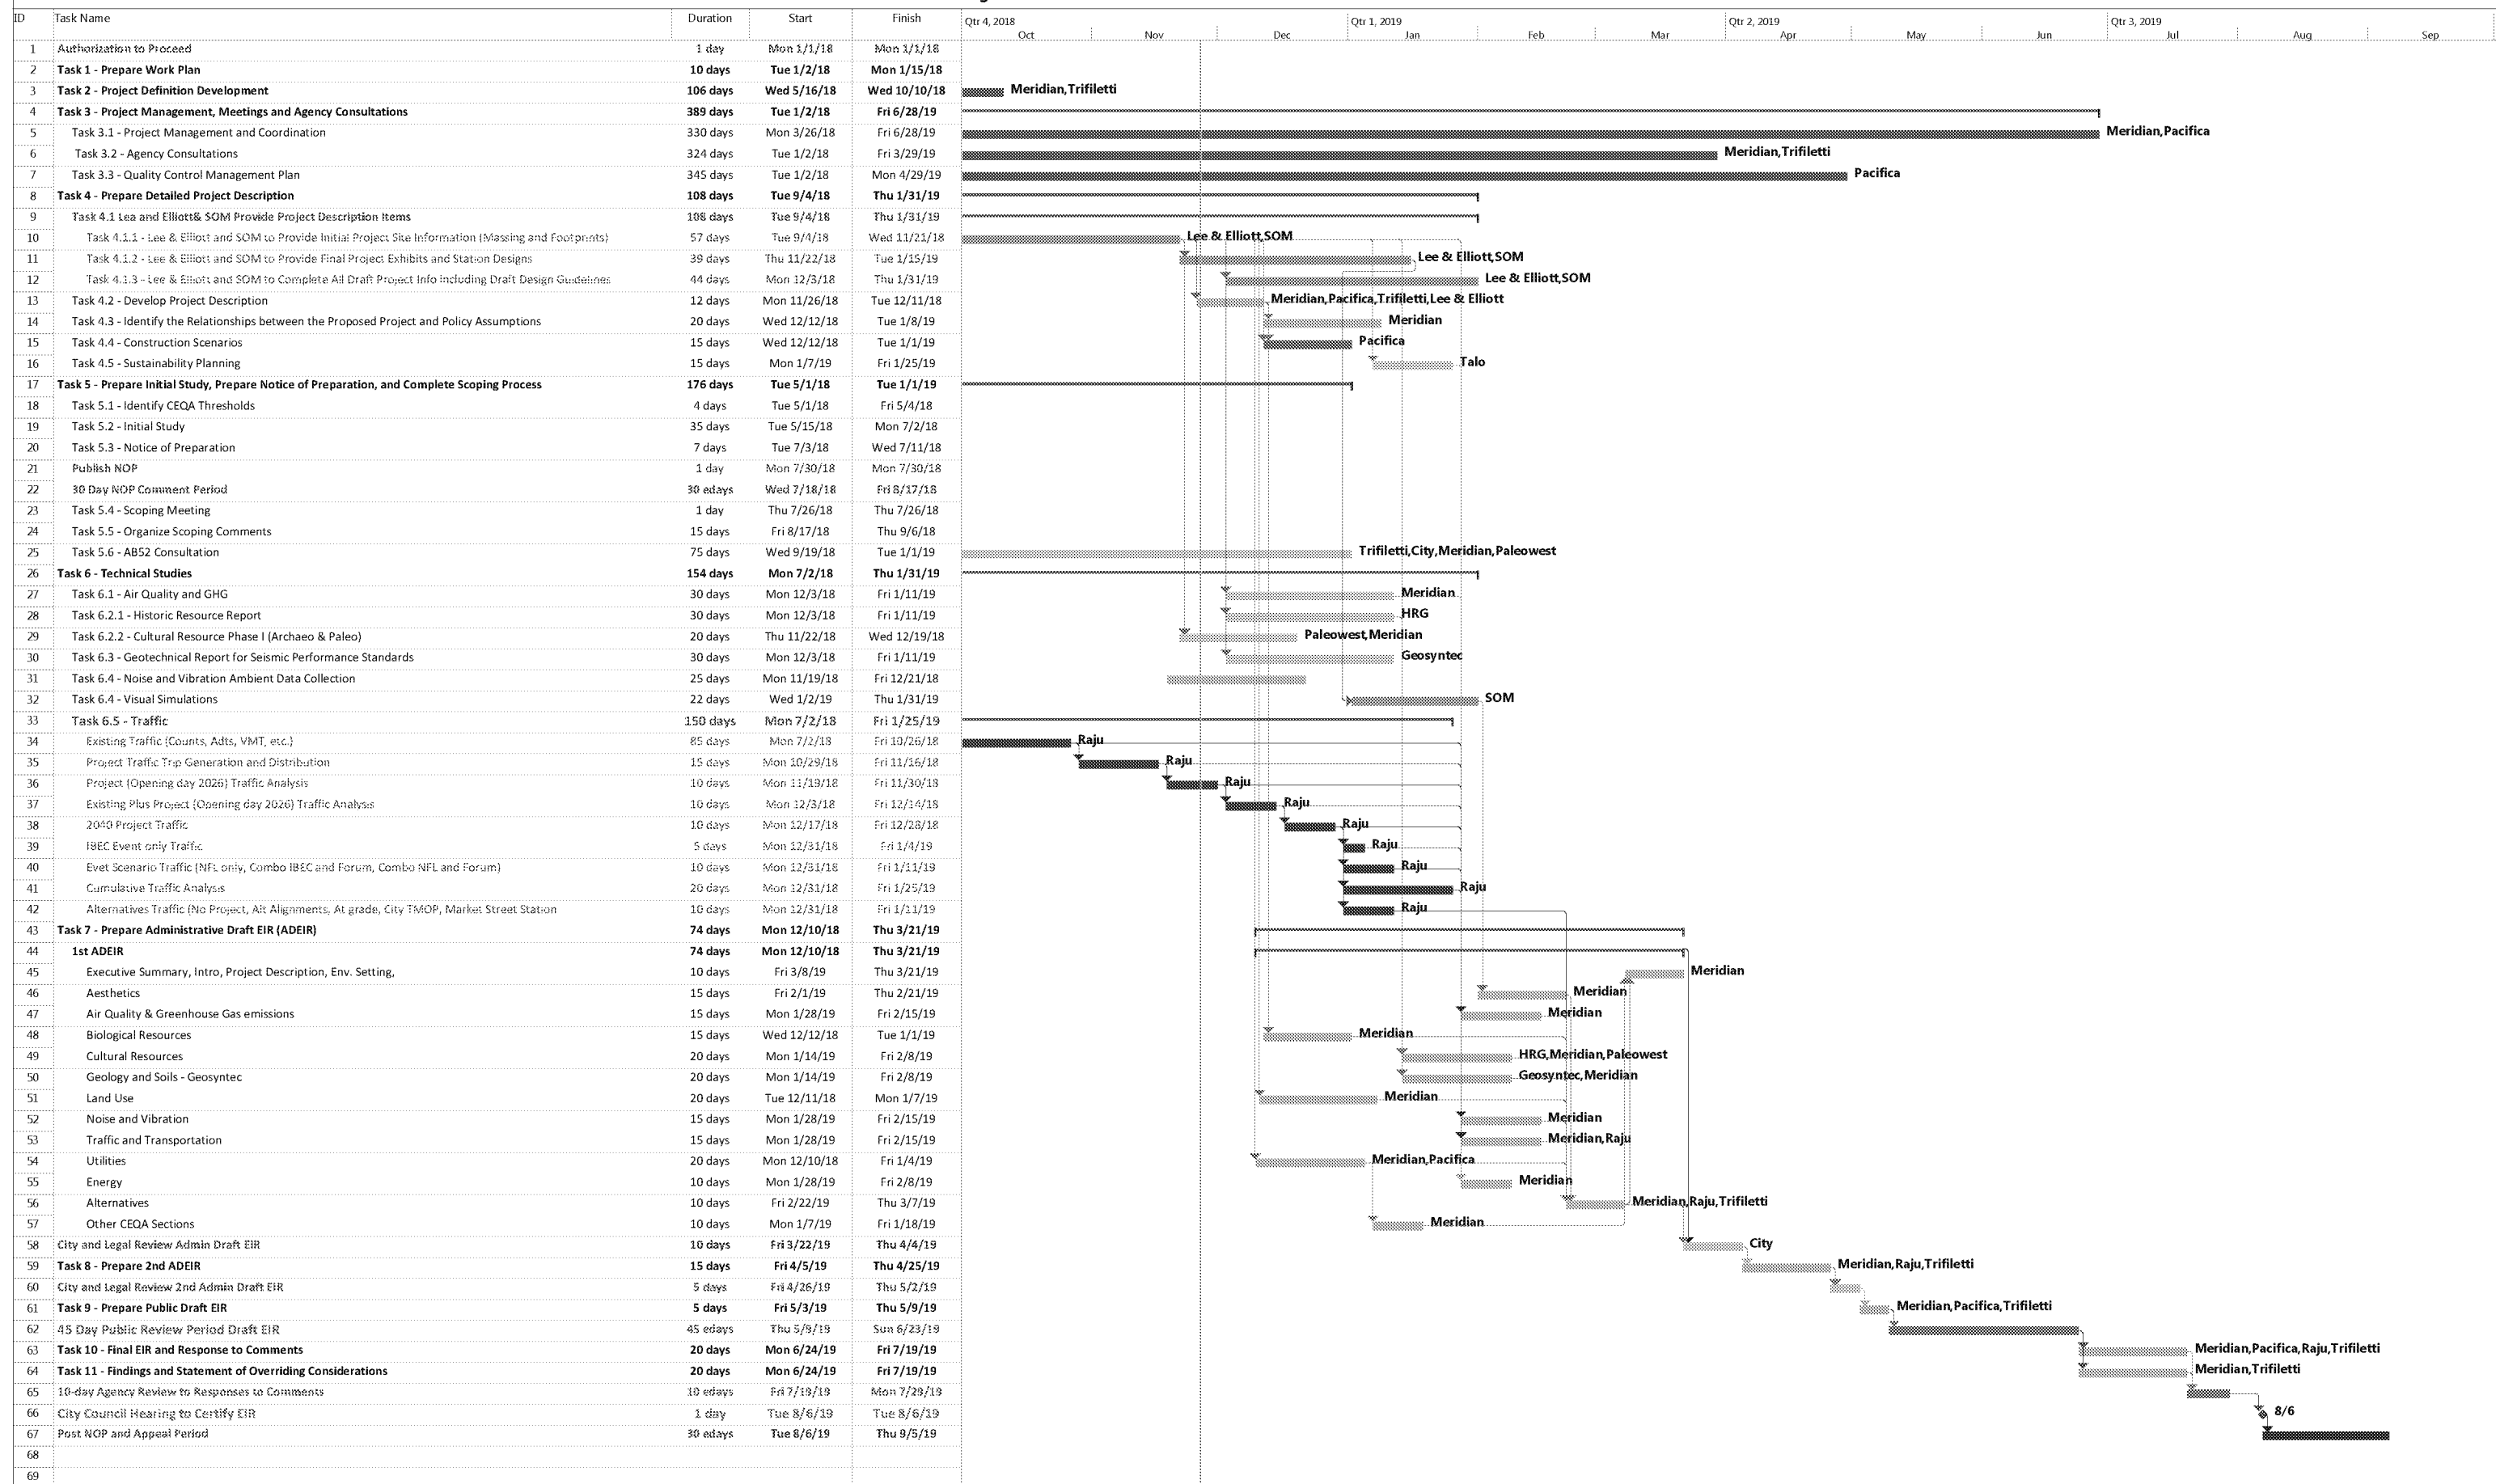 ID Task Name Duration Start Finish Qtr 4, 2018 Qtr 1, 2019 Qtr 2, 2019 Qtr 3, 2019
Oct Nov Dec Jan Feb Mar Apr May Jun Jul Aug Sep
1 Authorization to Proceed 1 day Mon 1/1/18 Mon 1/1/18
2 Task 1 - Prepare Work Plan 10 days Tue 1/2/18 Mon 1/15/18
3 Task 2 - Project Definition Development 106 days Wed 5/16/18 Wed 10/10/18 Meridian,Trifiletti
4 Task 3 - Project Management, Meetings and Agency Consultations 389 days Tue 1/2/18 Fri 6/28/19
5 Task 3.1 - Project Management and Coordination 330 days Mon 3/26/18 Fri 6/28/19 Meridian,Pacifica
6 Task 3.2 - Agency Consultations 324 days Tue 1/2/18 Fri 3/29/19 Meridian,Trifiletti
7 Task 3.3 - Quality Control Management Plan 345 days Tue 1/2/18 Mon 4/29/19 Pacifica
8 Task 4 - Prepare Detailed Project Description 108 days Tue 9/4/18 Thu 1/31/19
9 Task 4.1 Lea and Elliott& SOM Provide Project Description Items 108 days Tue 9/4/18 Thu 1/31/19
10 Task 4.1.1 - Lee & Elliott and SOM to Provide Initial Project Site Information (Massing and Footprints) 57 days Tue 9/4/18 Wed 11/21/18 Lee & Elliott,SOM
11 Task 4.1.2 - Lee & Elliott and SOM to Provide Final Project Exhibits and Station Designs 39 days Thu 11/22/18 Tue 1/15/19 Lee & Elliott,SOM
12 Task 4.1.3 - Lee & Elliott and SOM to Complete All Draft Project Info including Draft Design Guidelines 44 days Mon 12/3/18 Thu 1/31/19 Lee & Elliott,SOM
13 Task 4.2 - Develop Project Description 12 days Mon 11/26/18 Tue 12/11/18 Meridian,Pacifica,Trifiletti,Lee & Elliott
14 Task 4.3 - Identify the Relationships between the Proposed Project and Policy Assumptions 20 days Wed 12/12/18 Tue 1/8/19 Meridian
15 Task 4.4 - Construction Scenarios 15 days Wed 12/12/18 Tue 1/1/19 Pacifica
16 Task 4.5 - Sustainability Planning 15 days Mon 1/7/19 Fri 1/25/19 Talo
17 Task 5 - Prepare Initial Study, Prepare Notice of Preparation, and Complete Scoping Process 176 days Tue 5/1/18 Tue 1/1/19
18 Task 5.1 - Identify CEQA Thresholds 4 days Tue 5/1/18 Fri 5/4/18
19 Task 5.2 - Initial Study 35 days Tue 5/15/18 Mon 7/2/18
20 Task 5.3 - Notice of Preparation 7 days Tue 7/3/18 Wed 7/11/18
21 Publish NOP 1 day Mon 7/30/18 Mon 7/30/18
22 30 Day NOP Comment Period 30 edays Wed 7/18/18 Fri 8/17/18
23 Task 5.4 - Scoping Meeting 1 day Thu 7/26/18 Thu 7/26/18
24 Task 5.5 - Organize Scoping Comments 15 days Fri 8/17/18 Thu 9/6/18
25 Task 5.6 - AB52 Consultation 75 days Wed 9/19/18 Tue 1/1/19 Trifiletti,City,Meridian,Paleowest
26 Task 6 - Technical Studies 154 days Mon 7/2/18 Thu 1/31/19
27 Task 6.1 - Air Quality and GHG 30 days Mon 12/3/18 Fri 1/11/19 Meridian
28 Task 6.2.1 - Historic Resource Report 30 days Mon 12/3/18 Fri 1/11/19 HRG
29 Task 6.2.2 - Cultural Resource Phase I (Archaeo & Paleo) 20 days Thu 11/22/18 Wed 12/19/18 Paleowest,Meridian
30 Task 6.3 - Geotechnical Report for Seismic Performance Standards 30 days Mon 12/3/18 Fri 1/11/19 Geosyntec
31 Task 6.4 - Noise and Vibration Ambient Data Collection 25 days Mon 11/19/18 Fri 12/21/18
32 Task 6.4 - Visual Simulations 22 days Wed 1/2/19 Thu 1/31/19 SOM
33 Task 6.5 - Traffic 150 days Mon 7/2/18 Fri 1/25/19
34 Existing Traffic (Counts, Adts, VMT, etc.) 85 days Mon 7/2/18 Fri 10/26/18 Raju
35 Project Traffic Trip Generation and Distribution 15 days Mon 10/29/18 Fri 11/16/18 Raju
36 Project (Opening day 2026) Traffic Analysis 10 days Mon 11/19/18 Fri 11/30/18 Raju
37 Existing Plus Project (Opening day 2026) Traffic Analysis 10 days Mon 12/3/18 Fri 12/14/18 Raju
38 2040 Project Traffic 10 days Mon 12/17/18 Fri 12/28/18 Raju
39 IBEC Event only Traffic 5 days Mon 12/31/18 Fri 1/4/19 Raju
40 Evet Scenario Traffic (NFL only, Combo IBEC and Forum, Combo NFL and Forum) 10 days Mon 12/31/18 Fri 1/11/19 Raju
41 Cumulative Traffic Analysis 20 days Mon 12/31/18 Fri 1/25/19 Raju
42 Alternatives Traffic (No Project, Alt Alignments, At grade, City TMOP, Market Street Station 10 days Mon 12/31/18 Fri 1/11/19 Raju
43 Task 7 - Prepare Administrative Draft EIR (ADEIR) 74 days Mon 12/10/18 Thu 3/21/19
44 1st ADEIR 74 days Mon 12/10/18 Thu 3/21/19
45 Executive Summary, Intro, Project Description, Env. Setting, 10 days Fri 3/8/19 Thu 3/21/19 Meridian
46 Aesthetics 15 days Fri 2/1/19 Thu 2/21/19 Meridian
47 Air Quality & Greenhouse Gas emissions 15 days Mon 1/28/19 Fri 2/15/19 Meridian
48 Biological Resources 15 days Wed 12/12/18 Tue 1/1/19 Meridian
49 Cultural Resources 20 days Mon 1/14/19 Fri 2/8/19 HRG,Meridian,Paleowest
50 Geology and Soils - Geosyntec 20 days Mon 1/14/19 Fri 2/8/19 Geosyntec,Meridian
51 Land Use 20 days Tue 12/11/18 Mon 1/7/19 Meridian
52 Noise and Vibration 15 days Mon 1/28/19 Fri 2/15/19 Meridian
53 Traffic and Transportation 15 days Mon 1/28/19 Fri 2/15/19 Meridian,Raju
54 Utilities 20 days Mon 12/10/18 Fri 1/4/19 Meridian,Pacifica
55 Energy 10 days Mon 1/28/19 Fri 2/8/19 Meridian
56 Alternatives 10 days Fri 2/22/19 Thu 3/7/19 Meridian,Raju,Trifiletti
57 Other CEQA Sections 10 days Mon 1/7/19 Fri 1/18/19 Meridian
58 City and Legal Review Admin Draft EIR 10 days Fri 3/22/19 Thu 4/4/19 City
59 Task 8 - Prepare 2nd ADEIR 15 days Fri 4/5/19 Thu 4/25/19 Meridian,Raju,Trifiletti
60 City and Legal Review 2nd Admin Draft EIR 5 days Fri 4/26/19 Thu 5/2/19
61 Task 9 - Prepare Public Draft EIR 5 days Fri 5/3/19 Thu 5/9/19 Meridian,Pacifica,Trifiletti
62 45 Day Public Review Period Draft EIR 45 edays Thu 5/9/19 Sun 6/23/19
63 Task 10 - Final EIR and Response to Comments 20 days Mon 6/24/19 Fri 7/19/19 Meridian,Pacifica,Raju,Trifiletti
64 Task 11 - Findings and Statement of Overriding Considerations 20 days Mon 6/24/19 Fri 7/19/19 Meridian,Trifiletti
65 10-day Agency Review to Responses to Comments 10 edays Fri 7/19/19 Mon 7/29/19
66 City Council Hearing to Certify EIR 1 day Tue 8/6/19 Tue 8/6/19 8/6
67 Post NOP and Appeal Period 30 edays Tue 8/6/19 Thu 9/5/19
68
69